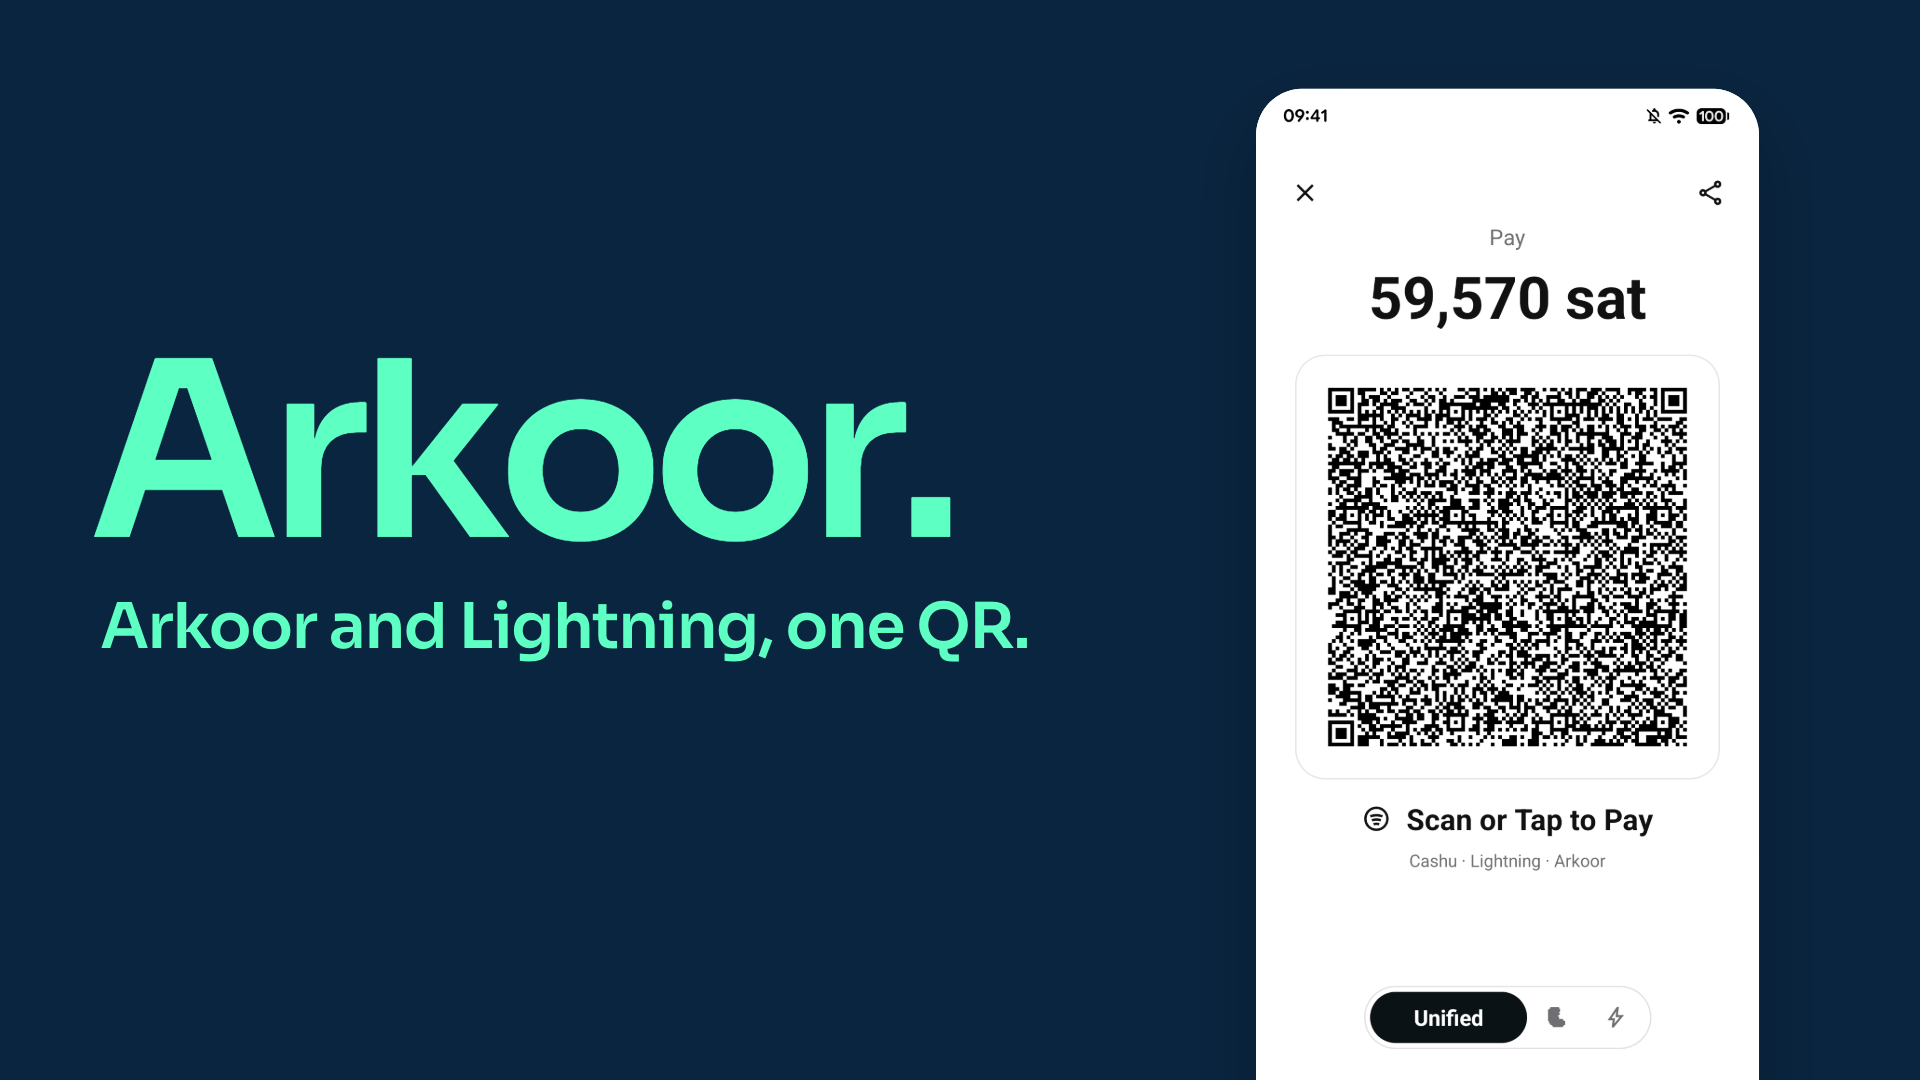 Arkoor.
Arkoor and Lightning, one QR.
09:41
100
Pay
59,570 sat
Scan or Tap to Pay
Cashu · Lightning · Arkoor
Unified